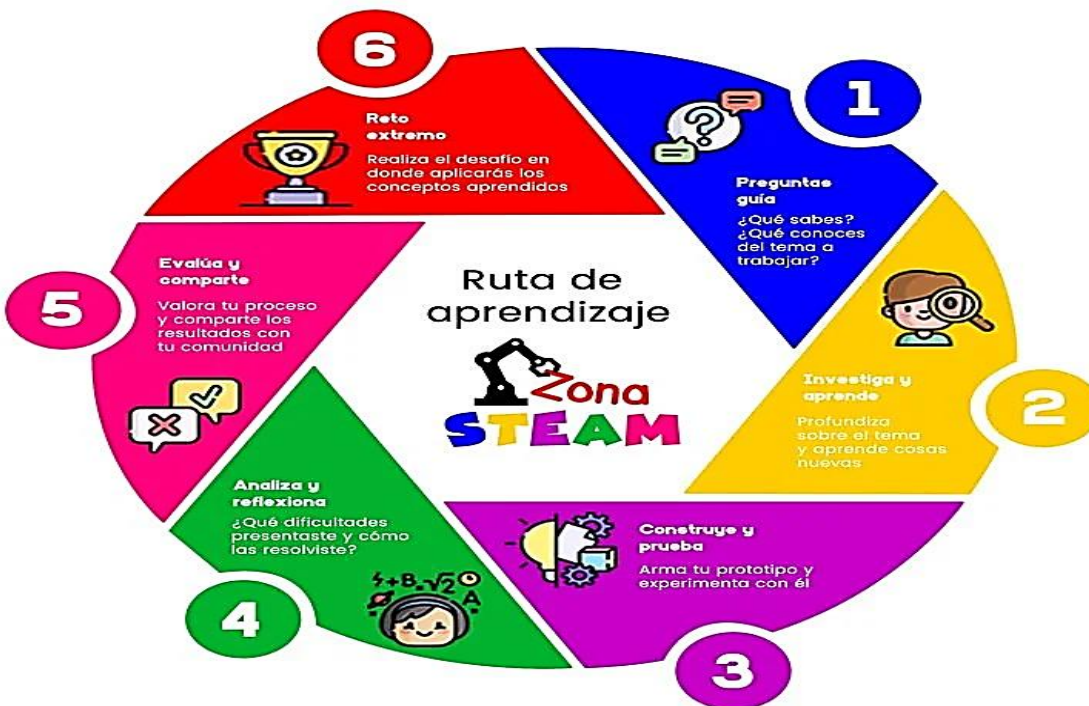 Ruta de
aprendizaje
Zona
STEAM
1
Preguntas
guía
¿Qué sabes?
¿Qué conoces
del tema a
trabajar?
2
Investiga y
aprende
Profundiza
sobre el tema
y aprende cosas
nuevas
3
Construye y
prueba
Arma tu prototipo y
experimenta con él
4
Analiza y
reflexiona
¿Qué dificultades
presentaste y cómo
las resolviste?
5
Evalúa y
comparte
Valora tu proceso
y comparte los
resultados con
tu comunidad
6
Reto
extremo
Realiza el desafío en
donde aplicarás los
conceptos aprendidos